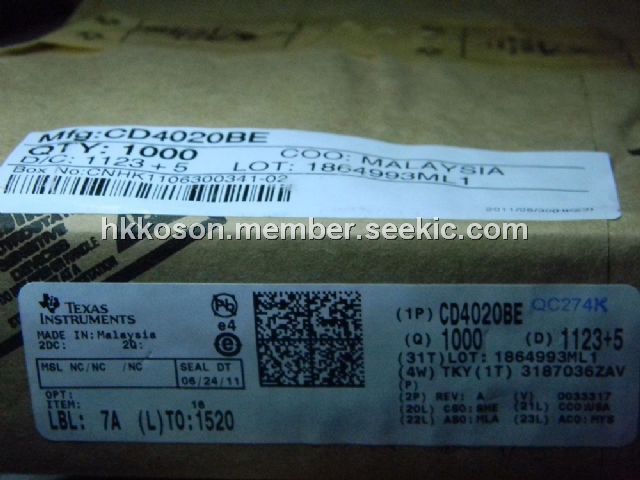 Mfg:CD4020BE
QTY: 1000 COO: MALAYSIA
D/C: 1123 + 5 LOT: 1864993ML1
Box No:CNHK1T06300341-02
hkkoson.member.seekic.com
TEXAS INSTRUMENTS
MADE IN: Malaysia
2DC: 2Q:
MSL NC/NC /NC SEAL DT
06/24/11
OPT:
ITEM: 16
LBL: 7A (L)TO:1520
Pb
e4
e
(1P) CD4020BE QC274K
(Q) 1000 (D) 1123+5
(31T)LOT: 1864993ML1
(4W) TKY(1T) 3187036ZAV
(P)
(2P) REV: A (V) 0033317
(20L) CSO:SHE (21L) CCO:USA
(22L) ASO:MLA (23L) ACO:MYS